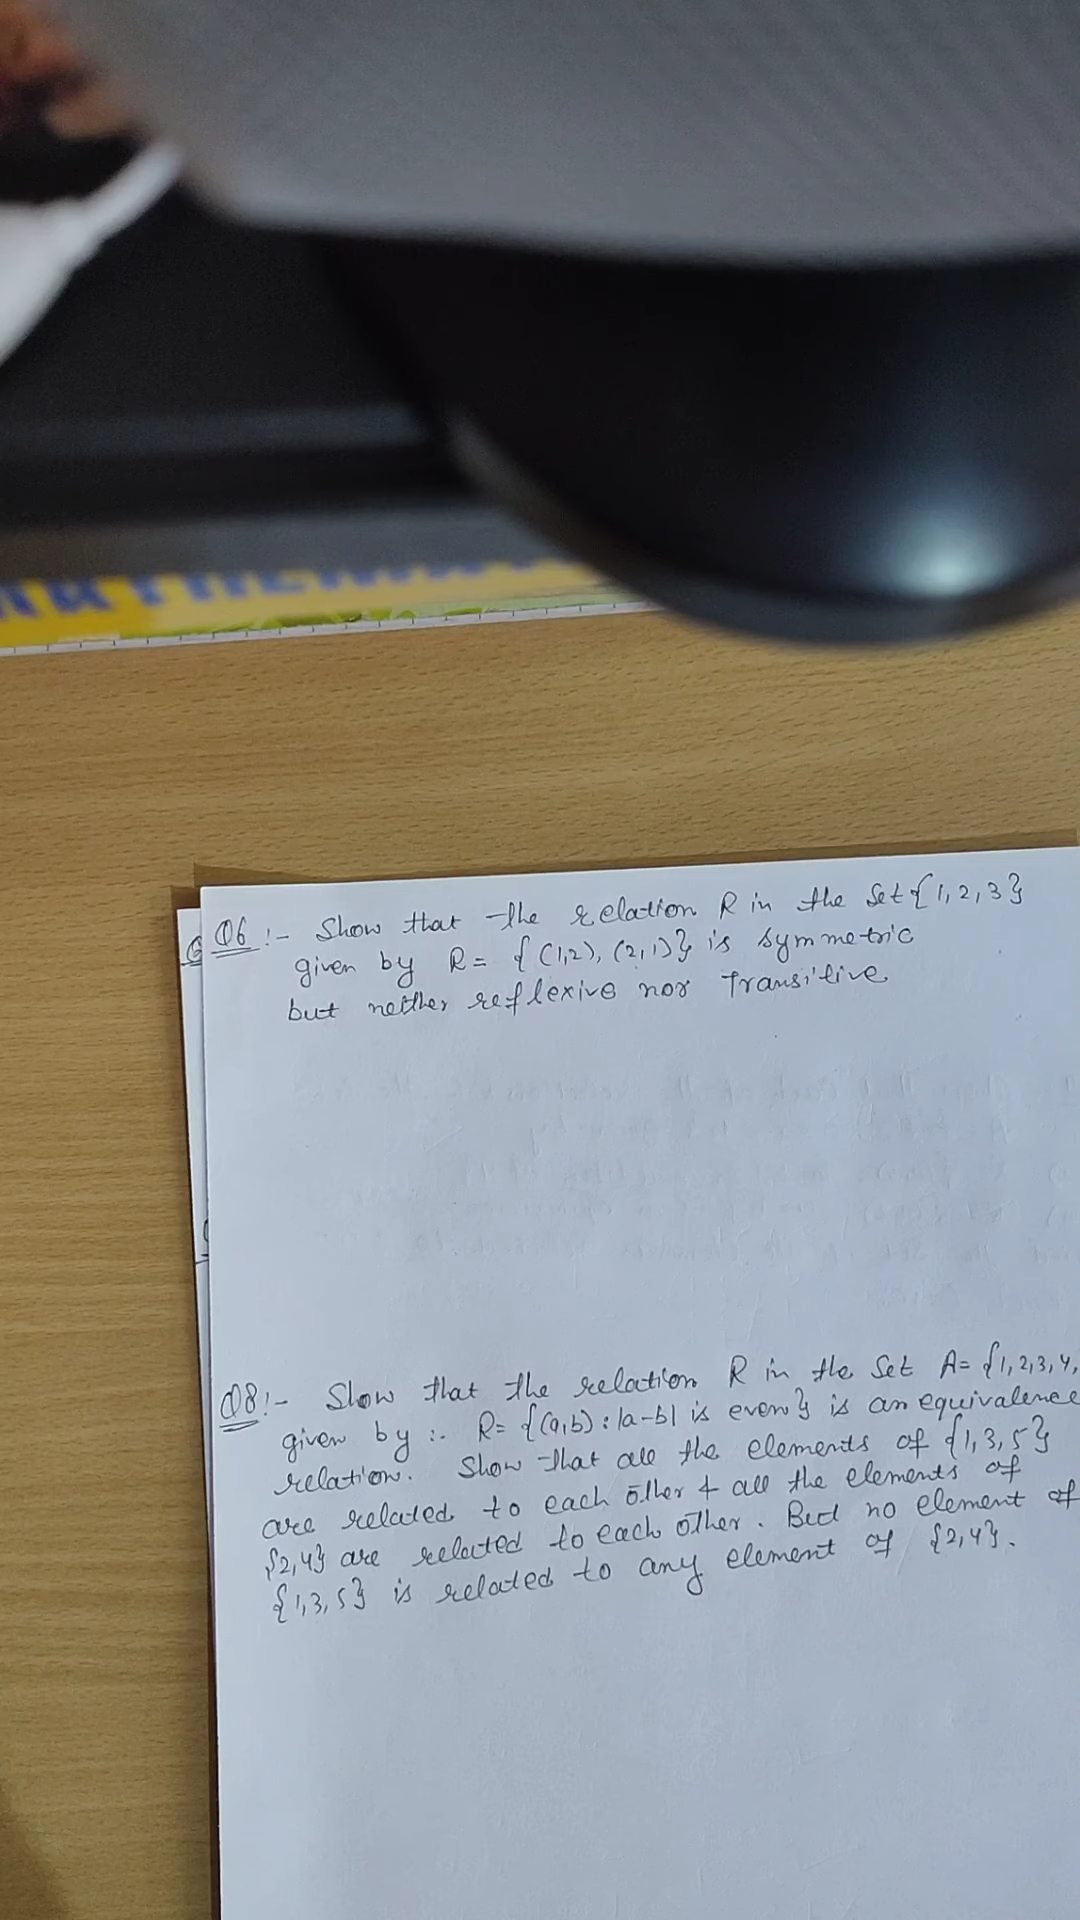 Q6 :- Show that the relation R in the Set {1, 2, 3}
given by R = {(1,2), (2,1)} is symmetric
but neither reflexive nor Transitive
Q8 :- Show that the relation R in the Set A= {1,2,3,4,
given by :- R= {(a,b) : |a-b| is even} is an equivalence
relation. Show that all the elements of {1,3,5}
are related to each other & all the elements of
{2,4} are related to each other. But no element of
{1,3,5} is related to any element of {2,4}.